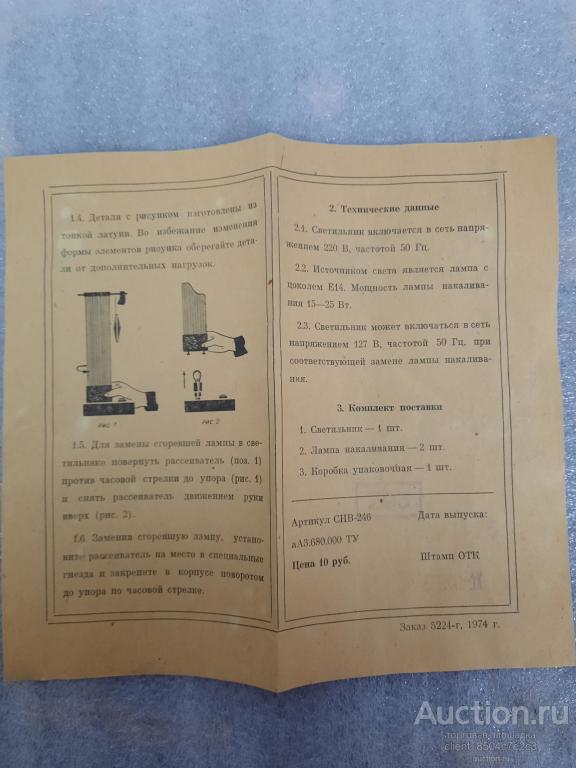 1.4. Детали с рисунком изготовлены из
тонкой латуни. Во избежание изменения
формы элементов рисунка оберегайте дета-
ли от дополнительных нагрузок.
РИС 1
РИС 2
1.5. Для замены сгоревшей лампы в све-
тильнике повернуть рассеиватель (поз. 1)
против часовой стрелки до упора (рис. 1)
и снять рассеиватель движением руки
вверх (рис. 2).
1.6. Заменив сгоревшую лампу, устано-
вите рассеиватель на место в специальные
гнезда и закрепите в корпусе поворотом
до упора по часовой стрелке.
2. Технические данные
2.1. Светильник включается в сеть напря-
жением 220 В, частотой 50 Гц.
2.2. Источником света является лампа с
цоколем Е14. Мощность лампы накалива-
ния 15—25 Вт.
2.3. Светильник может включаться в сеть
напряжением 127 В, частотой 50 Гц, при
соответствующей замене лампы накалива-
ния.
3. Комплект поставки
1. Светильник — 1 шт.
2. Лампа накаливания — 2 шт.
3. Коробка упаковочная — 1 шт.
Артикул СНВ-246 Дата выпуска:
аА3.680.000 ТУ
Цена 10 руб. Штамп ОТК
Заказ 5224-г, 1974 г.
Auction.ru
торговая площадка
client: 8504c7e2c3
auction.ru